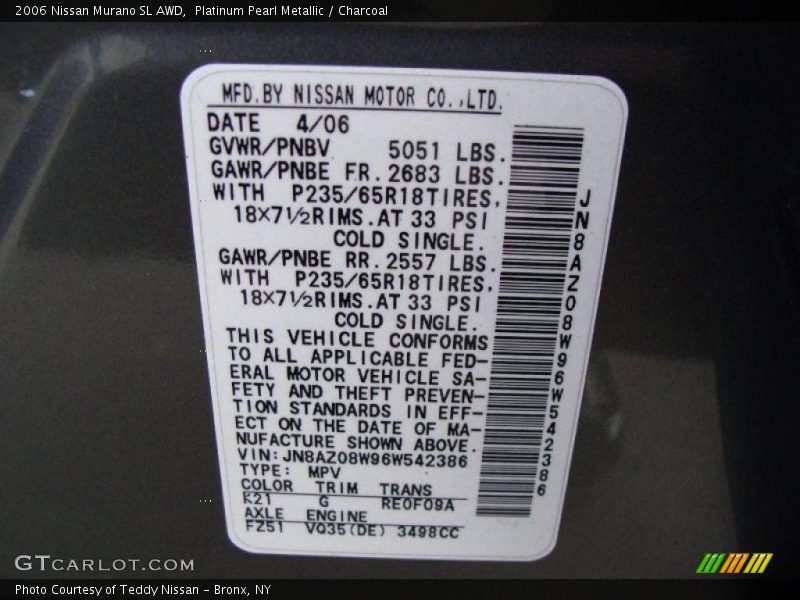 2006 Nissan Murano SL AWD,  Platinum Pearl Metallic / Charcoal
MFD.BY NISSAN MOTOR CO.,LTD.
DATE 4/06
GVWR/PNBV 5051 LBS.
GAWR/PNBE FR. 2683 LBS.
WITH P235/65R18TIRES,
18×7½RIMS.AT 33 PSI
COLD SINGLE.
GAWR/PNBE RR. 2557 LBS.
WITH P235/65R18TIRES,
18×7½RIMS.AT 33 PSI
COLD SINGLE.
THIS VEHICLE CONFORMS
TO ALL APPLICABLE FED-
ERAL MOTOR VEHICLE SA-
FETY AND THEFT PREVEN-
TION STANDARDS IN EFF-
ECT ON THE DATE OF MA-
NUFACTURE SHOWN ABOVE.
VIN:JN8AZ08W96W542386
TYPE: MPV
COLOR TRIM TRANS
K21 G RE0F09A
AXLE ENGINE
FZ51 VQ35(DE) 3498CC
JN8AZ08W96W542386
GTCARLOT.COM
Photo Courtesy of Teddy Nissan - Bronx, NY